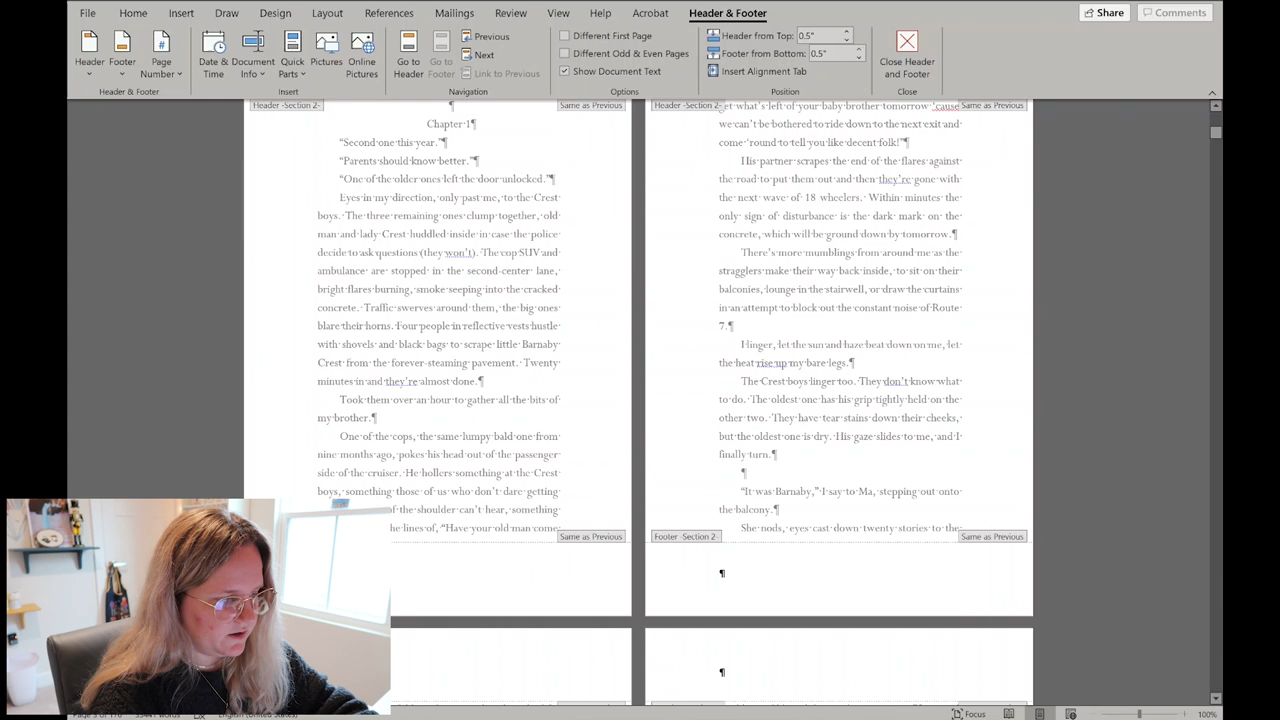 File Home Insert Draw Design Layout References Mailings Review View Help Acrobat Header & Footer Share Comments
Header Footer Page Number
Header & Footer
Date & Time Document Info Quick Parts Pictures Online Pictures
Insert
Go to Header Go to Footer Previous Next Link to Previous
Navigation
Different First Page
Different Odd & Even Pages
Show Document Text
Options
Header from Top: 0.5"
Footer from Bottom: 0.5"
Insert Alignment Tab
Position
Close Header and Footer
Close
Header -Section 2- Same as Previous
¶
Chapter·1¶
“Second·one·this·year.”¶
“Parents·should·know·better.”¶
“One·of·the·older·ones·left·the·door·unlocked.”¶
Eyes·in·my·direction,·only·past·me,·to·the·Crest·
boys.·The·three·remaining·ones·clump·together,·old·
man·and·lady·Crest·huddled·inside·in·case·the·police·
decide·to·ask·questions·(they·won’t).·The·cop·SUV·and·
ambulance·are·stopped·in·the·second-center·lane,·
bright·flares·burning,·smoke·seeping·into·the·cracked·
concrete.·Traffic·swerves·around·them,·the·big·ones·
blare·their·horns.·Four·people·in·reflective·vests·hustle·
with·shovels·and·black·bags·to·scrape·little·Barnaby·
Crest·from·the·forever-steaming·pavement.·Twenty·
minutes·in·and·they’re·almost·done.¶
Took·them·over·an·hour·to·gather·all·the·bits·of·
my·brother.¶
One·of·the·cops,·the·same·lumpy·bald·one·from·
nine·months·ago,·pokes·his·head·out·of·the·passenger·
side·of·the·cruiser.·He·hollers·something·at·the·Crest·
boys,·something·those·of·us·who·don’t·dare·getting·
of·the·shoulder·can’t·hear,·something·
he·lines·of,·“Have·your·old·man·come·
Same as Previous
Header -Section 2- Same as Previous
get·what’s·left·of·your·baby·brother·tomorrow·‘cause·
we·can’t·be·bothered·to·ride·down·to·the·next·exit·and·
come·‘round·to·tell·you·like·decent·folk!”¶
His·partner·scrapes·the·end·of·the·flares·against·
the·road·to·put·them·out·and·then·they’re·gone·with·
the·next·wave·of·18·wheelers.·Within·minutes·the·
only·sign·of·disturbance·is·the·dark·mark·on·the·
concrete,·which·will·be·ground·down·by·tomorrow.¶
There’s·more·mumblings·from·around·me·as·the·
stragglers·make·their·way·back·inside,·to·sit·on·their·
balconies,·lounge·in·the·stairwell,·or·draw·the·curtains·
in·an·attempt·to·block·out·the·constant·noise·of·Route·
7.¶
I·linger,·let·the·sun·and·haze·beat·down·on·me,·let·
the·heat·rise·up·my·bare·legs.¶
The·Crest·boys·linger·too.·They·don’t·know·what·
to·do.·The·oldest·one·has·his·grip·tightly·held·on·the·
other·two.·They·have·tear·stains·down·their·cheeks,·
but·the·oldest·one·is·dry.·His·gaze·slides·to·me,·and·I·
finally·turn.¶
¶
“It·was·Barnaby,”·I·say·to·Ma,·stepping·out·onto·
the·balcony.¶
She·nods,·eyes·cast·down·twenty·stories·to·the·
Footer -Section 2- Same as Previous
¶
¶
Focus 100%